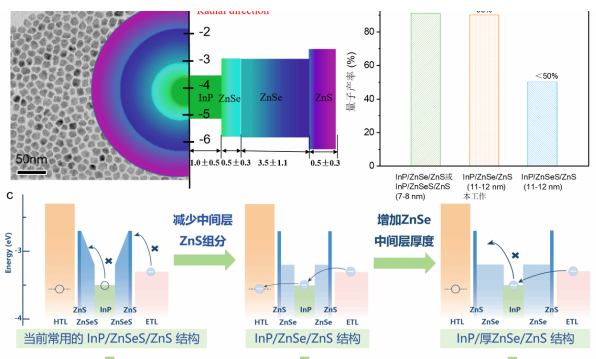 Radial direction
-2
-3
-4
-5
-6
InP
ZnSe
ZnSe
ZnS
1.0±0.5
0.5±0.3
3.5±1.1
0.5±0.3
50nm
量子产率 (%)
80
60
40
20
0
<50%
InP/ZnSe/ZnS或
InP/ZnSeS/ZnS
(7-8 nm)
InP/ZnSe/ZnS
(11-12 nm)
本工作
InP/ZnSeS/ZnS
(11-12 nm)
C
Energy (eV)
-3
-4
减少中间层
ZnS组分
增加ZnSe
中间层厚度
ZnS
InP
ZnS
HTL
ZnSeS
ZnSeS
ETL
当前常用的 InP/ZnSeS/ZnS 结构
ZnS
InP
ZnS
HTL
ZnSe
ZnSe
ETL
InP/ZnSe/ZnS 结构
ZnS
InP
ZnS
HTL
ZnSe
ZnSe
ETL
InP/厚ZnSe/ZnS 结构